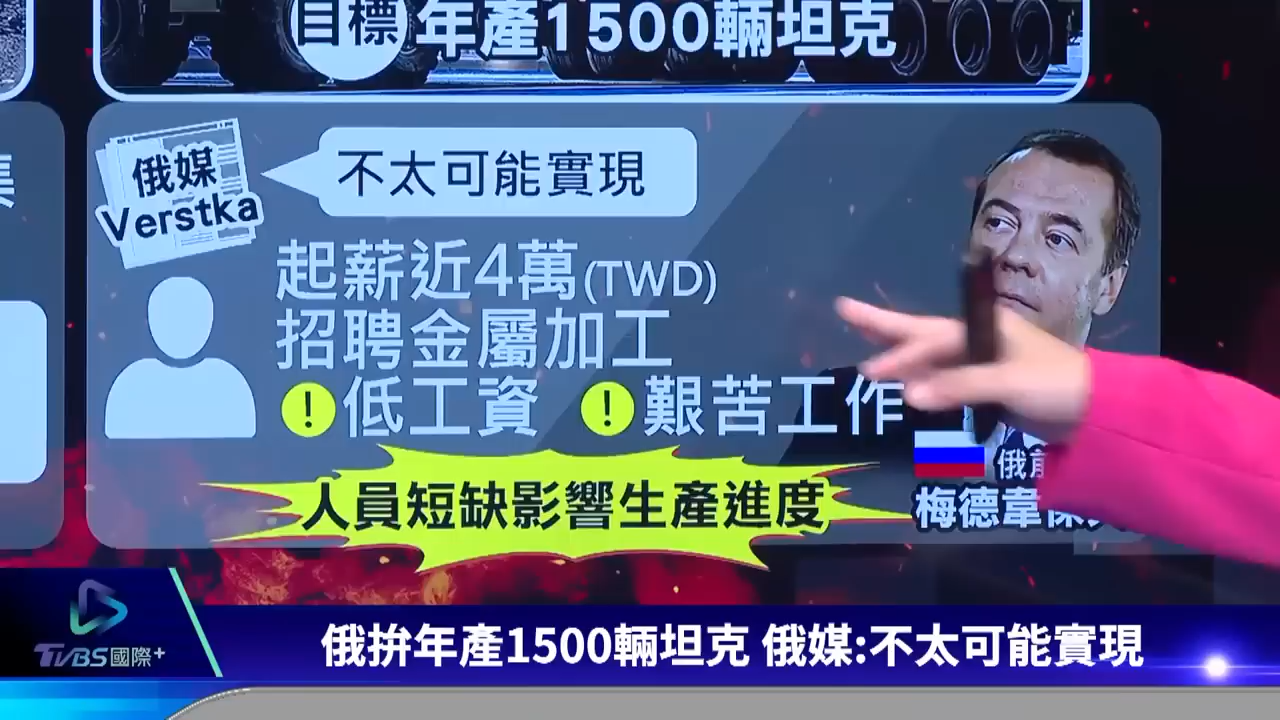 目標 年產1500輛坦克
俄媒
Verstka
不太可能實現
起薪近4萬(TWD)
招聘金屬加工
! 低工資 ! 艱苦工作
人員短缺影響生產進度
俄前
梅德韋傑夫
TVBS國際+
俄拚年產1500輛坦克 俄媒:不太可能實現